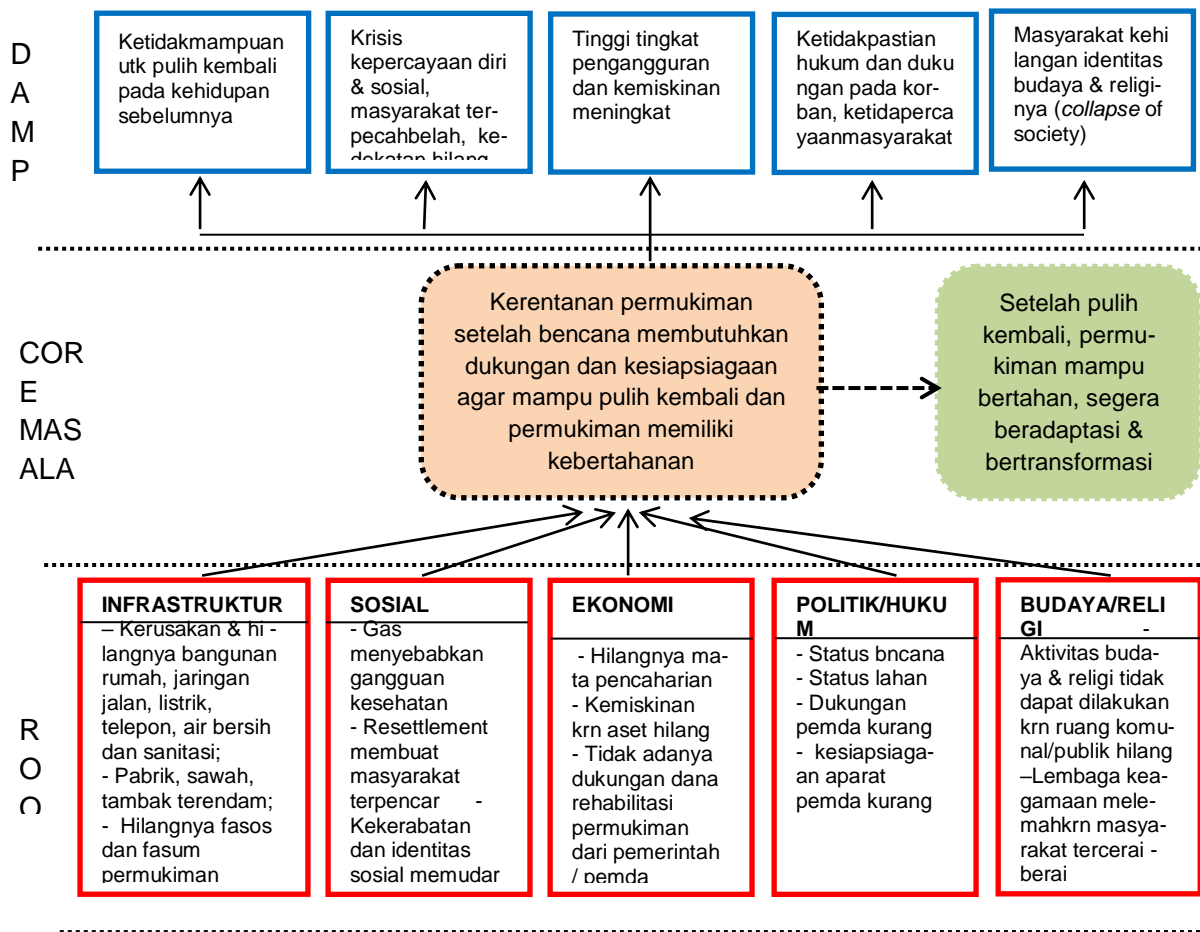 D
A
M
P
Ketidakmampuan
utk pulih kembali
pada kehidupan
sebelumnya
Krisis
kepercayaan diri
& sosial,
masyarakat ter-
pecahbelah, ke-
dekatan hilang
Tinggi tingkat
pengangguran
dan kemiskinan
meningkat
Ketidakpastian
hukum dan duku
ngan pada kor-
ban, ketidaperca
yaanmasyarakat
Masyarakat kehi
langan identitas
budaya & religi-
nya (collapse of
society)
COR
E
MAS
ALA
Kerentanan permukiman
setelah bencana membutuhkan
dukungan dan kesiapsiagaan
agar mampu pulih kembali dan
permukiman memiliki
kebertahanan
Setelah pulih
kembali, permu-
kiman mampu
bertahan, segera
beradaptasi &
bertransformasi
R
O
O
INFRASTRUKTUR
– Kerusakan & hi -
langnya bangunan
rumah, jaringan
jalan, listrik,
telepon, air bersih
dan sanitasi;
- Pabrik, sawah,
tambak terendam;
- Hilangnya fasos
dan fasum
permukiman
SOSIAL
- Gas
menyebabkan
gangguan
kesehatan
- Resettlement
membuat
masyarakat
terpencar -
Kekerabatan
dan identitas
sosial memudar
EKONOMI
- Hilangnya ma-
ta pencaharian
- Kemiskinan
krn aset hilang
- Tidak adanya
dukungan dana
rehabilitasi
permukiman
dari pemerintah
/ pemda
POLITIK/HUKU
M
- Status bncana
- Status lahan
- Dukungan
pemda kurang
- kesiapsiaga-
an aparat
pemda kurang
BUDAYA/RELI
GI -
Aktivitas buda-
ya & religi tidak
dapat dilakukan
krn ruang komu-
nal/publik hilang
–Lembaga kea-
gamaan mele-
mahkrn masya-
rakat tercerai -
berai